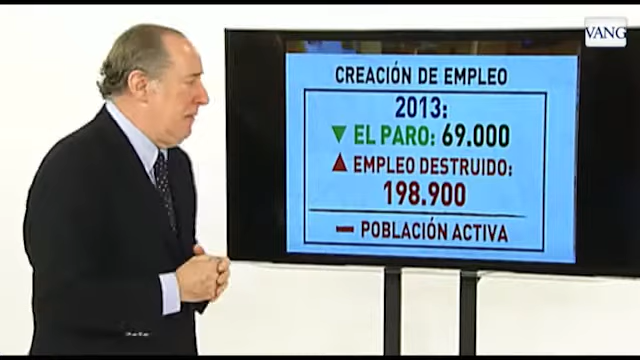 VANG
CREACIÓN DE EMPLEO
2013:
▼ EL PARO: 69.000
▲ EMPLEO DESTRUIDO:
198.900
– POBLACIÓN ACTIVA